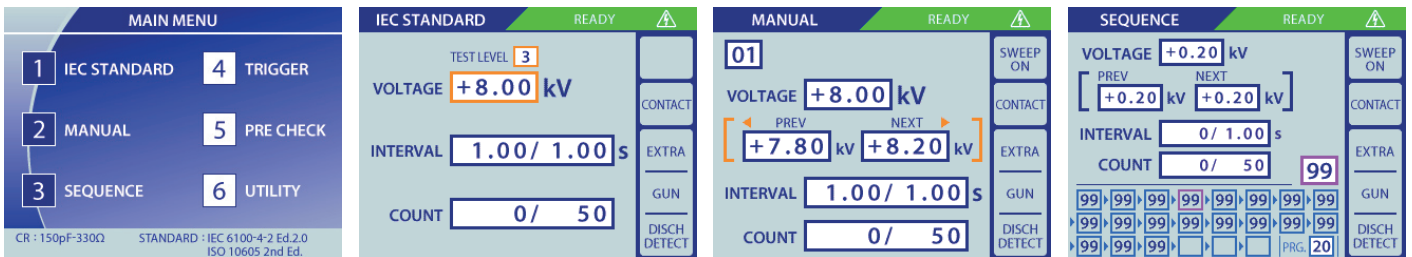 MAIN MENU
1 IEC STANDARD 4 TRIGGER
2 MANUAL 5 PRE CHECK
3 SEQUENCE 6 UTILITY
CR : 150pF-330Ω STANDARD : IEC 6100-4-2 Ed.2.0
ISO 10605 2nd Ed.
IEC STANDARD READY
TEST LEVEL 3
VOLTAGE +8.00 kV
CONTACT
INTERVAL 1.00/ 1.00 s
EXTRA
GUN
COUNT 0/ 50
DISCH
DETECT
MANUAL READY
01
SWEEP
ON
VOLTAGE +8.00 kV
CONTACT
PREV NEXT
+7.80 kV +8.20 kV
EXTRA
INTERVAL 1.00/ 1.00 s
GUN
COUNT 0/ 50
DISCH
DETECT
SEQUENCE READY
VOLTAGE +0.20 kV
SWEEP
ON
PREV NEXT
+0.20 kV +0.20 kV
CONTACT
INTERVAL 0/ 1.00 s
EXTRA
COUNT 0/ 50
99
GUN
99 99 99 99 99 99 99
99 99 99 99 99 99 99
99 99 99 PRG. 20
DISCH
DETECT